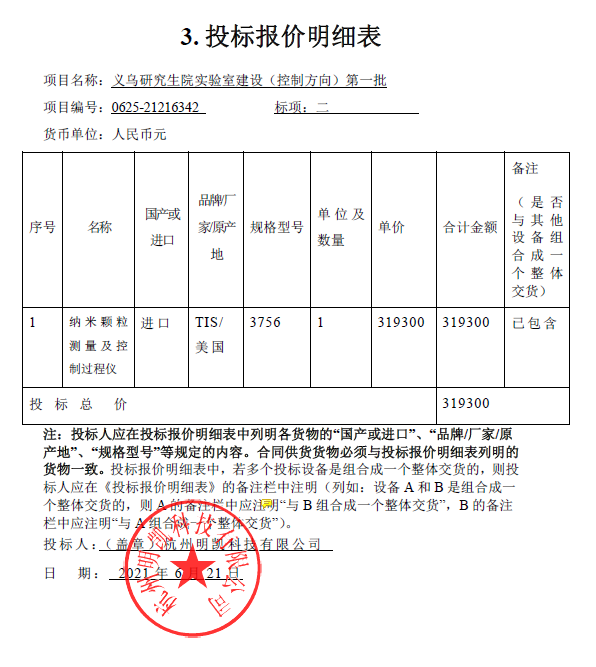 3. 投标报价明细表
项目名称：义乌研究生院实验室建设（控制方向）第一批
项目编号：0625-21216342 标项：二
货币单位：人民币元
序号 名称 国产或进口 品牌/厂家/原产地 规格型号 单位及数量 单价 合计金额 备注（是否与其他设备组合成一个整体交货）
1 纳米颗粒测量及控制过程仪 进口 TIS/美国 3756 1 319300 319300 已包含
投标总价 319300
注：投标人应在投标报价明细表中列明各货物的“国产或进口”、“品牌/厂家/原
产地”、“规格型号”等规定的内容。合同供货货物必须与投标报价明细表列明的
货物一致。投标报价明细表中，若多个投标设备是组合成一个整体交货的，则投
标人应在《投标报价明细表》的备注栏中注明（列如：设备 A 和 B 是组合成一
个整体交货的，则 A 的备注栏中应注明“与 B 组合成一个整体交货”，B 的备注
栏中应注明“与 A 组合成一个整体交货”）。
投标人：（盖章）杭州明凯科技有限公司
日 期： 2021 年 6 月 21 日
杭州明凯科技有限公司